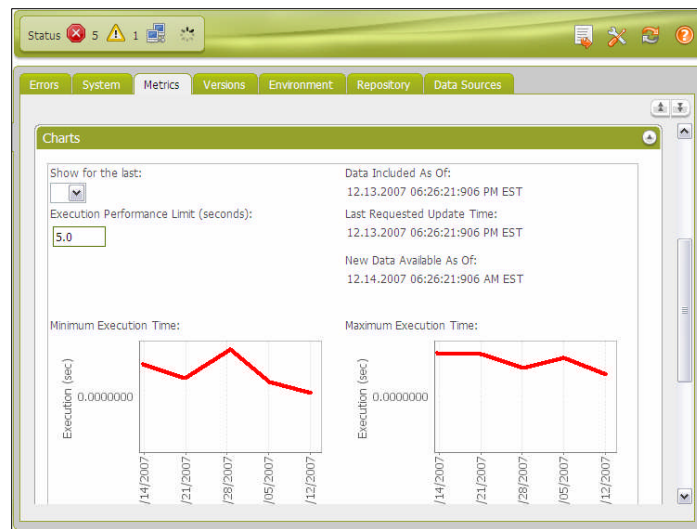 Status 5 1
Errors System Metrics Versions Environment Repository Data Sources
Charts
Show for the last:
Data Included As Of:
12.13.2007 06:26:21:906 PM EST
Execution Performance Limit (seconds):
Last Requested Update Time:
5.0
12.13.2007 06:26:21:906 PM EST
New Data Available As Of:
12.14.2007 06:26:21:906 AM EST
Minimum Execution Time:
Maximum Execution Time:
Execution (sec)
0.0000000
/14/2007
/21/2007
/28/2007
/05/2007
/12/2007
Execution (sec)
0.0000000
/14/2007
/21/2007
/28/2007
/05/2007
/12/2007